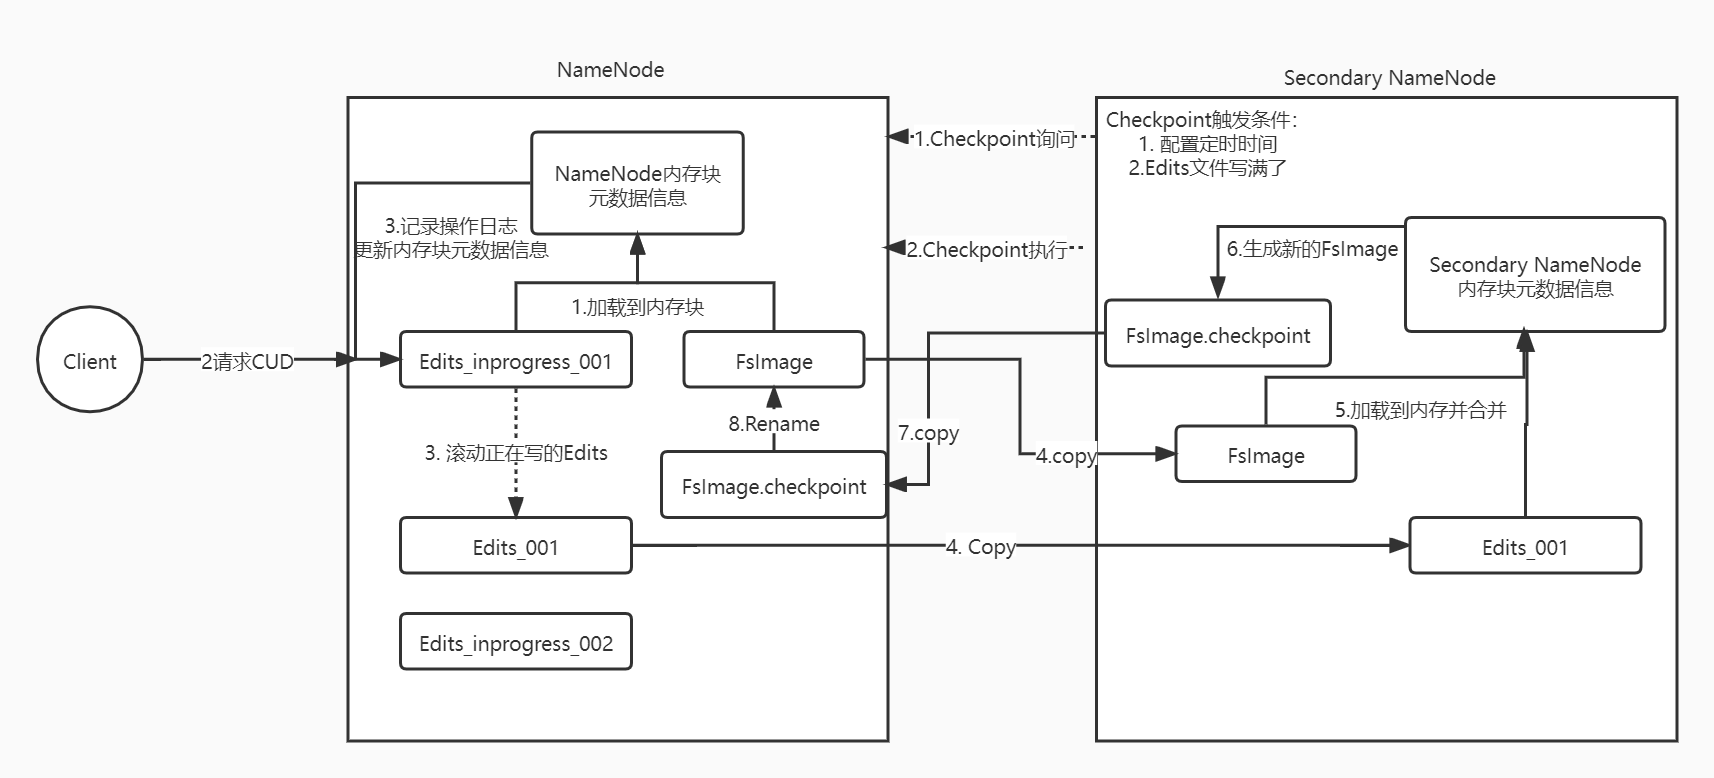 NameNode
Secondary NameNode
Checkpoint触发条件：
1. 配置定时时间
2.Edits文件写满了
1.Checkpoint询问
NameNode内存块
元数据信息
3.记录操作日志
更新内存块元数据信息
2.Checkpoint执行
6.生成新的FsImage
Secondary NameNode
内存块元数据信息
1.加载到内存块
FsImage.checkpoint
Client
2请求CUD
Edits_inprogress_001
FsImage
8.Rename
7.copy
5.加载到内存并合并
3. 滚动正在写的Edits
4.copy
FsImage
FsImage.checkpoint
Edits_001
4. Copy
Edits_001
Edits_inprogress_002